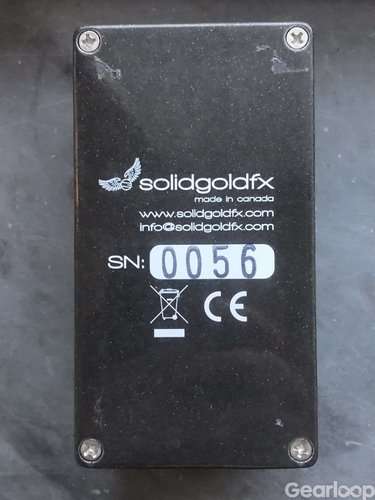 solidgoldfx
made in canada
www.solidgoldfx.com
info@solidgoldfx.com
SN: 0056
CE
Gearloop